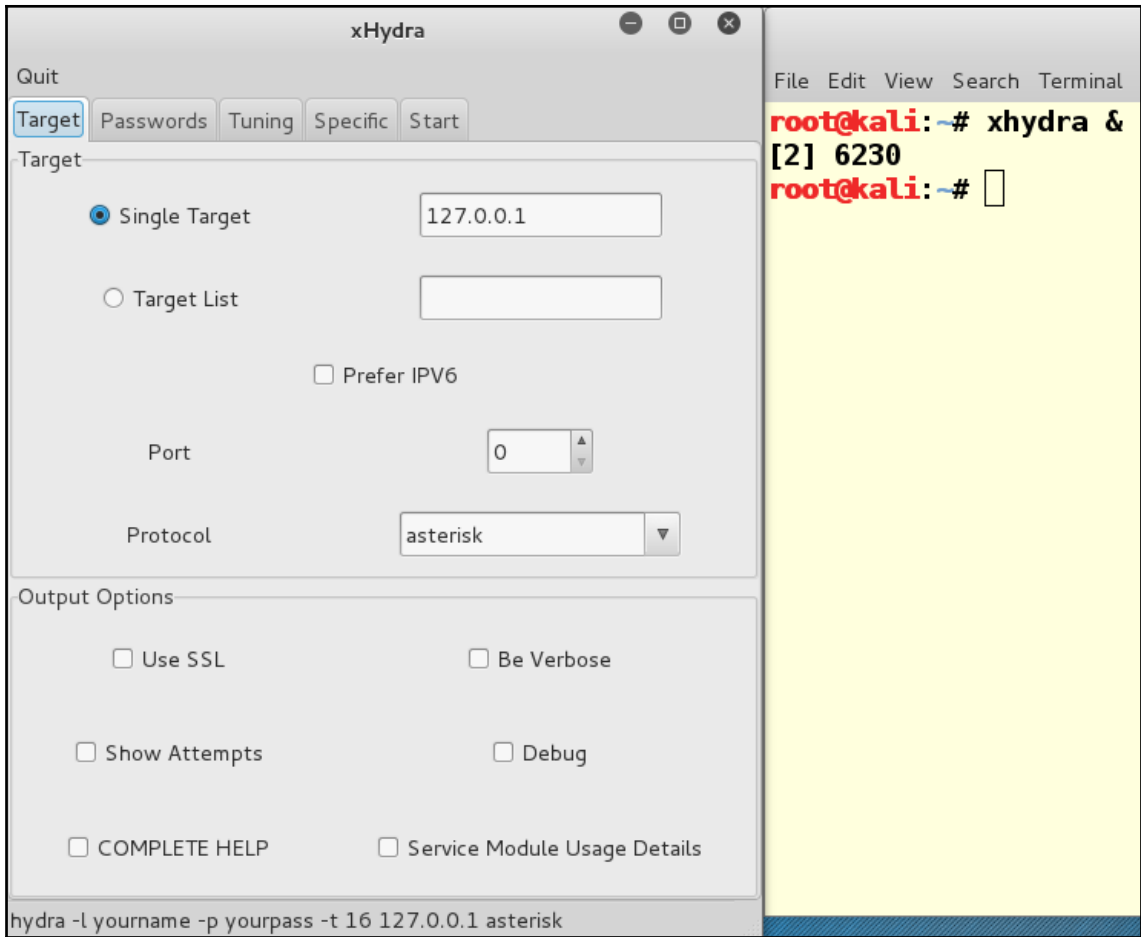 xHydra
Quit
Target Passwords Tuning Specific Start
Target
Single Target 127.0.0.1
Target List
Prefer IPV6
Port 0
Protocol asterisk
Output Options
Use SSL Be Verbose
Show Attempts Debug
COMPLETE HELP Service Module Usage Details
hydra -l yourname -p yourpass -t 16 127.0.0.1 asterisk
File Edit View Search Terminal
root@kali:~# xhydra &
[2] 6230
root@kali:~#